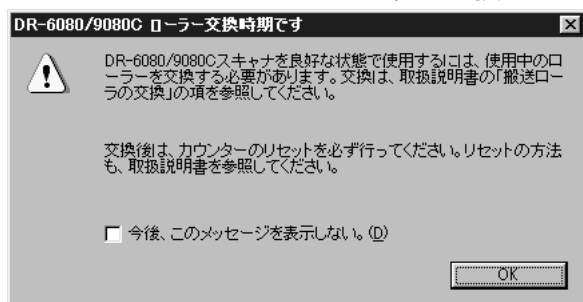 DR-6080/9080C ローラー交換時期です
DR-6080/9080Cスキャナを良好な状態で使用するには、使用中のロ
ーラーを交換する必要があります。交換は、取扱説明書の「搬送ロー
ラの交換」の項を参照してください。
交換後は、カウンターのリセットを必ず行ってください。リセットの方法
も、取扱説明書を参照してください。
今後、このメッセージを表示しない。(D)
OK